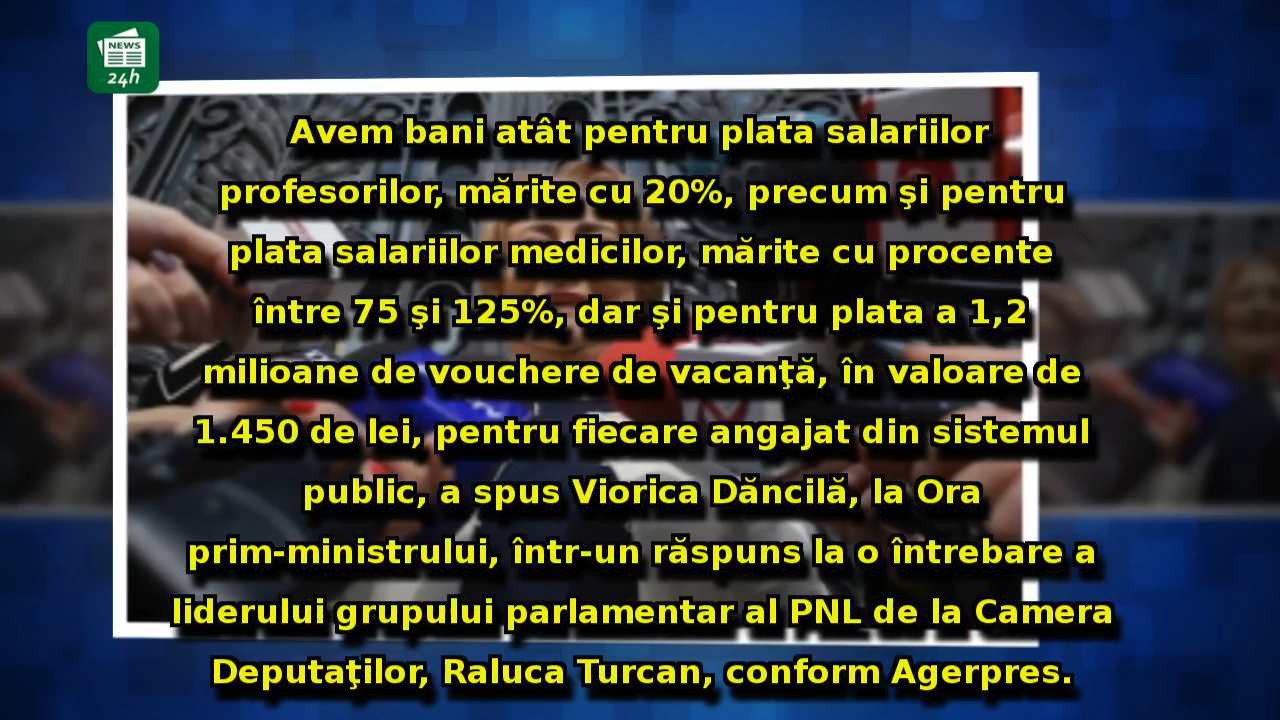 NEWS
24h
Avem bani atât pentru plata salariilor
profesorilor, mărite cu 20%, precum şi pentru
plata salariilor medicilor, mărite cu procente
între 75 şi 125%, dar şi pentru plata a 1,2
milioane de vouchere de vacanţă, în valoare de
1.450 de lei, pentru fiecare angajat din sistemul
public, a spus Viorica Dăncilă, la Ora
prim-ministrului, într-un răspuns la o întrebare a
liderului grupului parlamentar al PNL de la Camera
Deputaţilor, Raluca Turcan, conform Agerpres.